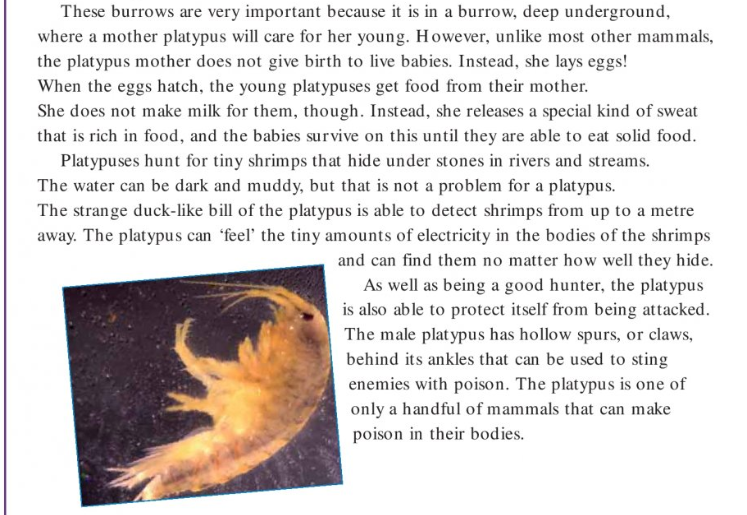 These burrows are very important because it is in a burrow, deep underground,
where a mother platypus will care for her young. However, unlike most other mammals,
the platypus mother does not give birth to live babies. Instead, she lays eggs!
When the eggs hatch, the young platypuses get food from their mother.
She does not make milk for them, though. Instead, she releases a special kind of sweat
that is rich in food, and the babies survive on this until they are able to eat solid food.
Platypuses hunt for tiny shrimps that hide under stones in rivers and streams.
The water can be dark and muddy, but that is not a problem for a platypus.
The strange duck-like bill of the platypus is able to detect shrimps from up to a metre
away. The platypus can ‘feel’ the tiny amounts of electricity in the bodies of the shrimps
and can find them no matter how well they hide.
As well as being a good hunter, the platypus
is also able to protect itself from being attacked.
The male platypus has hollow spurs, or claws,
behind its ankles that can be used to sting
enemies with poison. The platypus is one of
only a handful of mammals that can make
poison in their bodies.